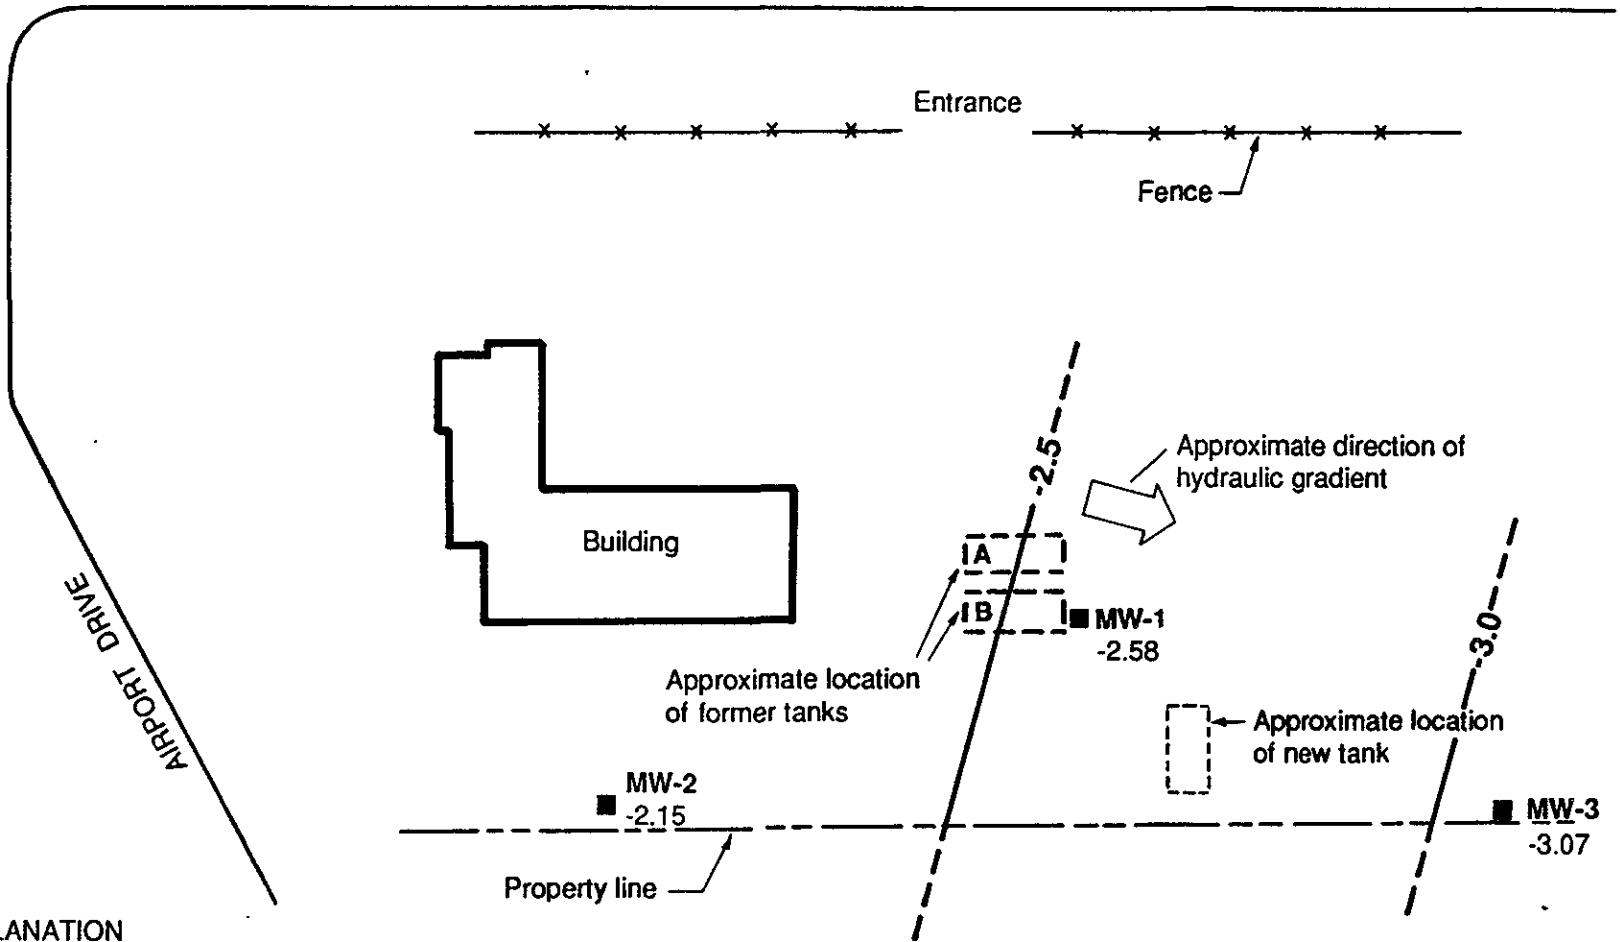 Entrance
Fence
-2.5
Approximate direction of
hydraulic gradient
Building
A
B
MW-1
-2.58
-3.0
AIRPORT DRIVE
Approximate location
of former tanks
Approximate location
of new tank
MW-2
-2.15
MW-3
-3.07
Property line
LANATION